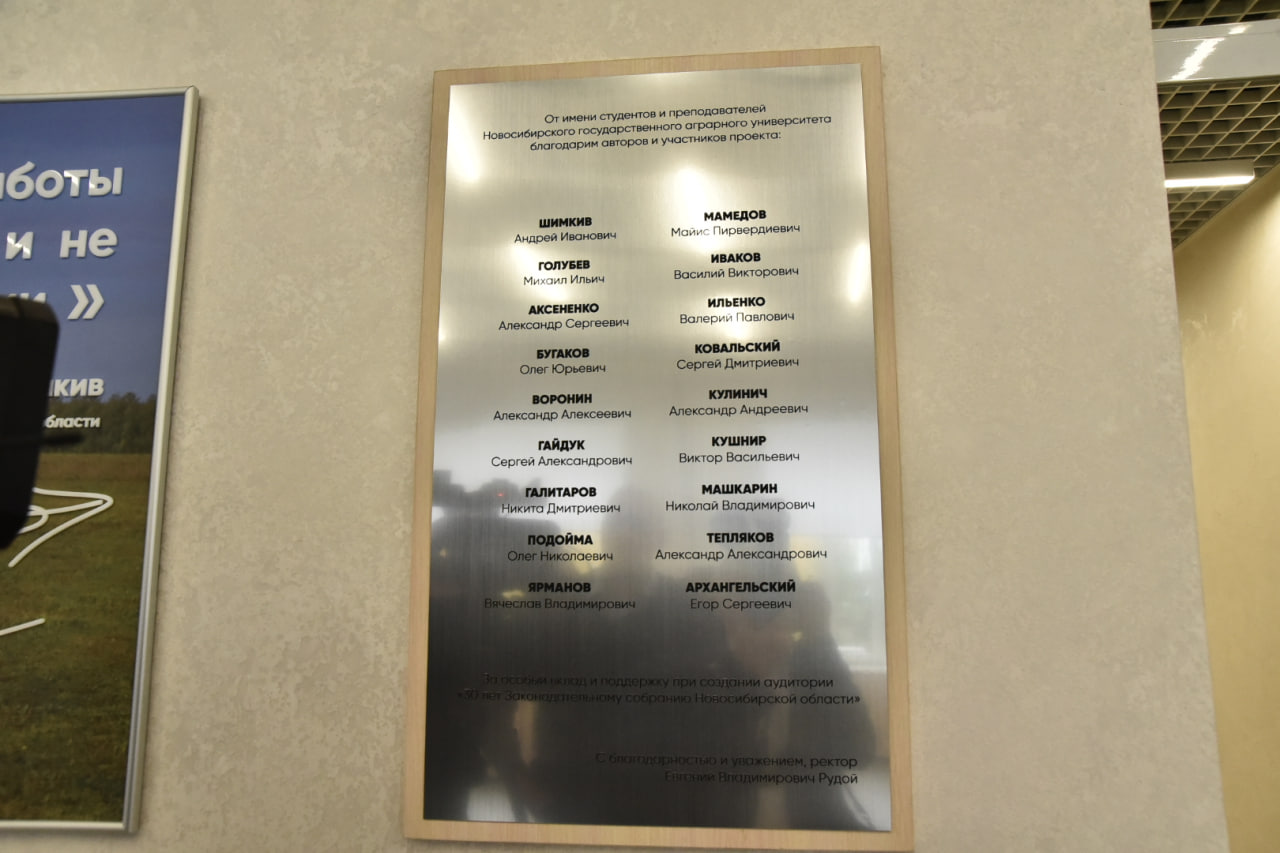 и не
»
бласти
От имени студентов и преподавателей
Новосибирского государственного аграрного университета
благодарим авторов и участников проекта:
ШИМКИВ
Андрей Иванович
ГОЛУБЕВ
Михаил Ильич
АКСЕНЕНКО
Александр Сергеевич
БУГАКОВ
Олег Юрьевич
ВОРОНИН
Александр Алексеевич
ГАЙДУК
Сергей Александрович
ГАЛИТАРОВ
Никита Дмитриевич
ПОДОЙМА
Олег Николаевич
ЯРМАНОВ
Вячеслав Владимирович
МАМЕДОВ
Майис Пирвердиевич
ИВАКОВ
Василий Викторович
ИЛЬЕНКО
Валерий Павлович
КОВАЛЬСКИЙ
Сергей Дмитриевич
КУЛИНИЧ
Александр Андреевич
КУШНИР
Виктор Васильевич
МАШКАРИН
Николай Владимирович
ТЕПЛЯКОВ
Александр Александрович
АРХАНГЕЛЬСКИЙ
Егор Сергеевич
За особый вклад и поддержку при создании аудитории
«30 лет Законодательному собранию Новосибирской области»
С благодарностью и уважением, ректор
Евгений Владимирович Рудой